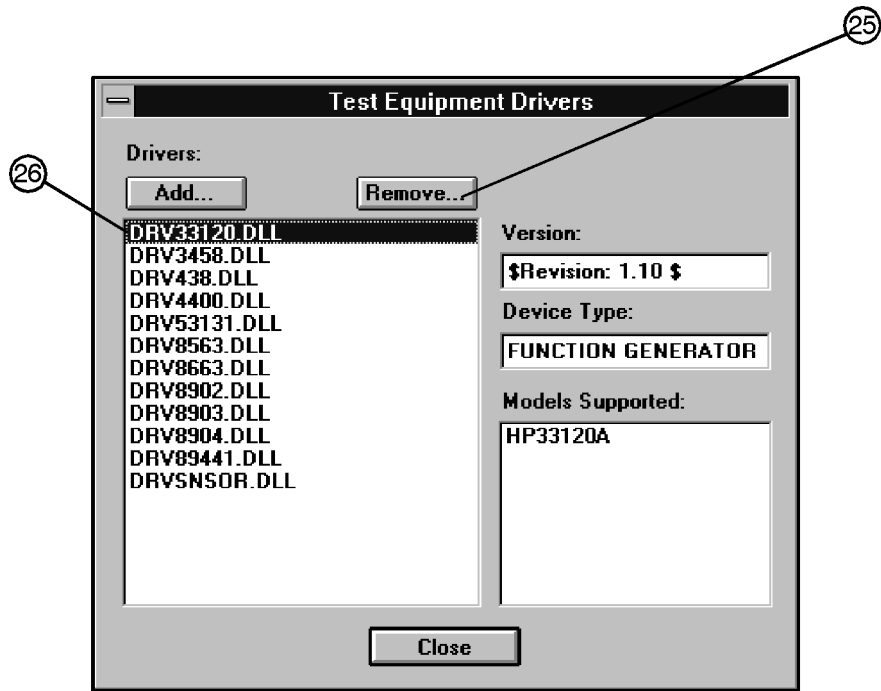 25
Test Equipment Drivers
26
Drivers:
Add...
Remove...
DRV33120.DLL
DRV3458.DLL
DRV438.DLL
DRV4400.DLL
DRV53131.DLL
DRV8563.DLL
DRV8663.DLL
DRV8902.DLL
DRV8903.DLL
DRV8904.DLL
DRV89441.DLL
DRVSNSOR.DLL
Version:
$Revision: 1.10 $
Device Type:
FUNCTION GENERATOR
Models Supported:
HP33120A
Close